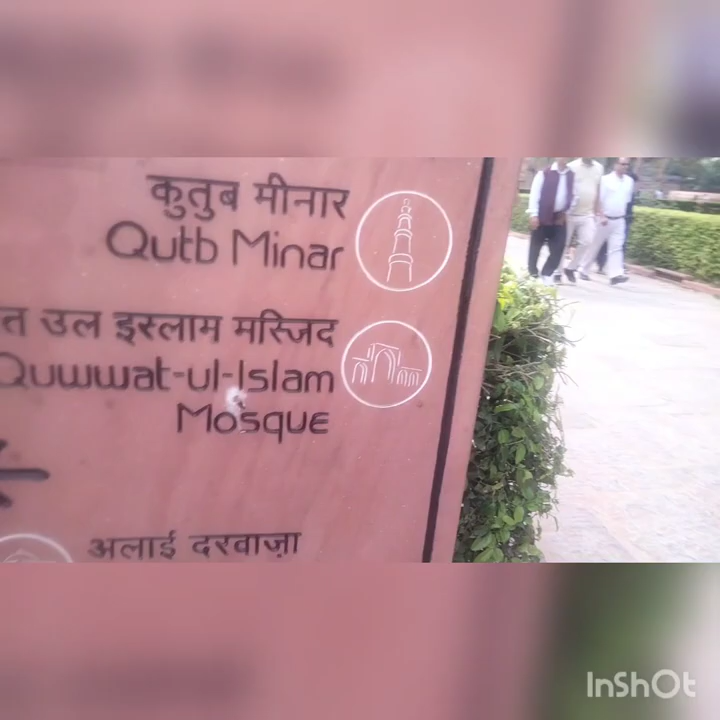 कुतुब मीनार
Qutb Minar
त उल इस्लाम मस्जिद
Quwwat-ul-Islam
Mosque
अलाई दरवाज़ा
InShOt